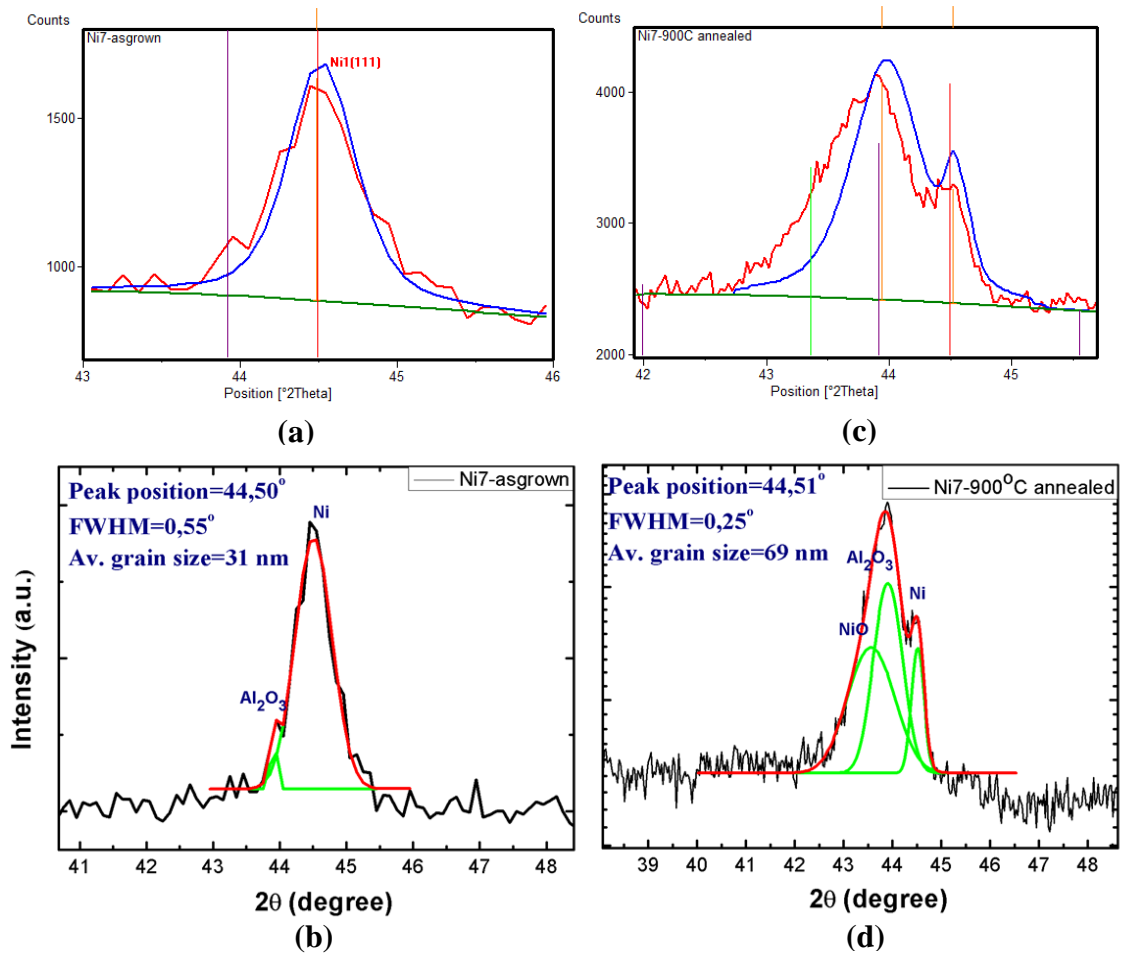 Counts
Ni7-asgrown
Ni1(111)
1500
1000
43
44
45
46
Position [°2Theta]
(a)
Counts
Ni7-900C annealed
4000
3000
2000
42
43
44
45
Position [°2Theta]
(c)
Peak position=44,50°
FWHM=0,55°
Av. grain size=31 nm
Ni7-asgrown
Ni
Al₂O₃
Intensity (a.u.)
41
42
43
44
45
46
47
48
2θ (degree)
(b)
Peak position=44,51°
FWHM=0,25°
Av. grain size=69 nm
Ni7-900⁰C annealed
Al₂O₃
Ni
NiO
39
40
41
42
43
44
45
46
47
48
2θ (degree)
(d)